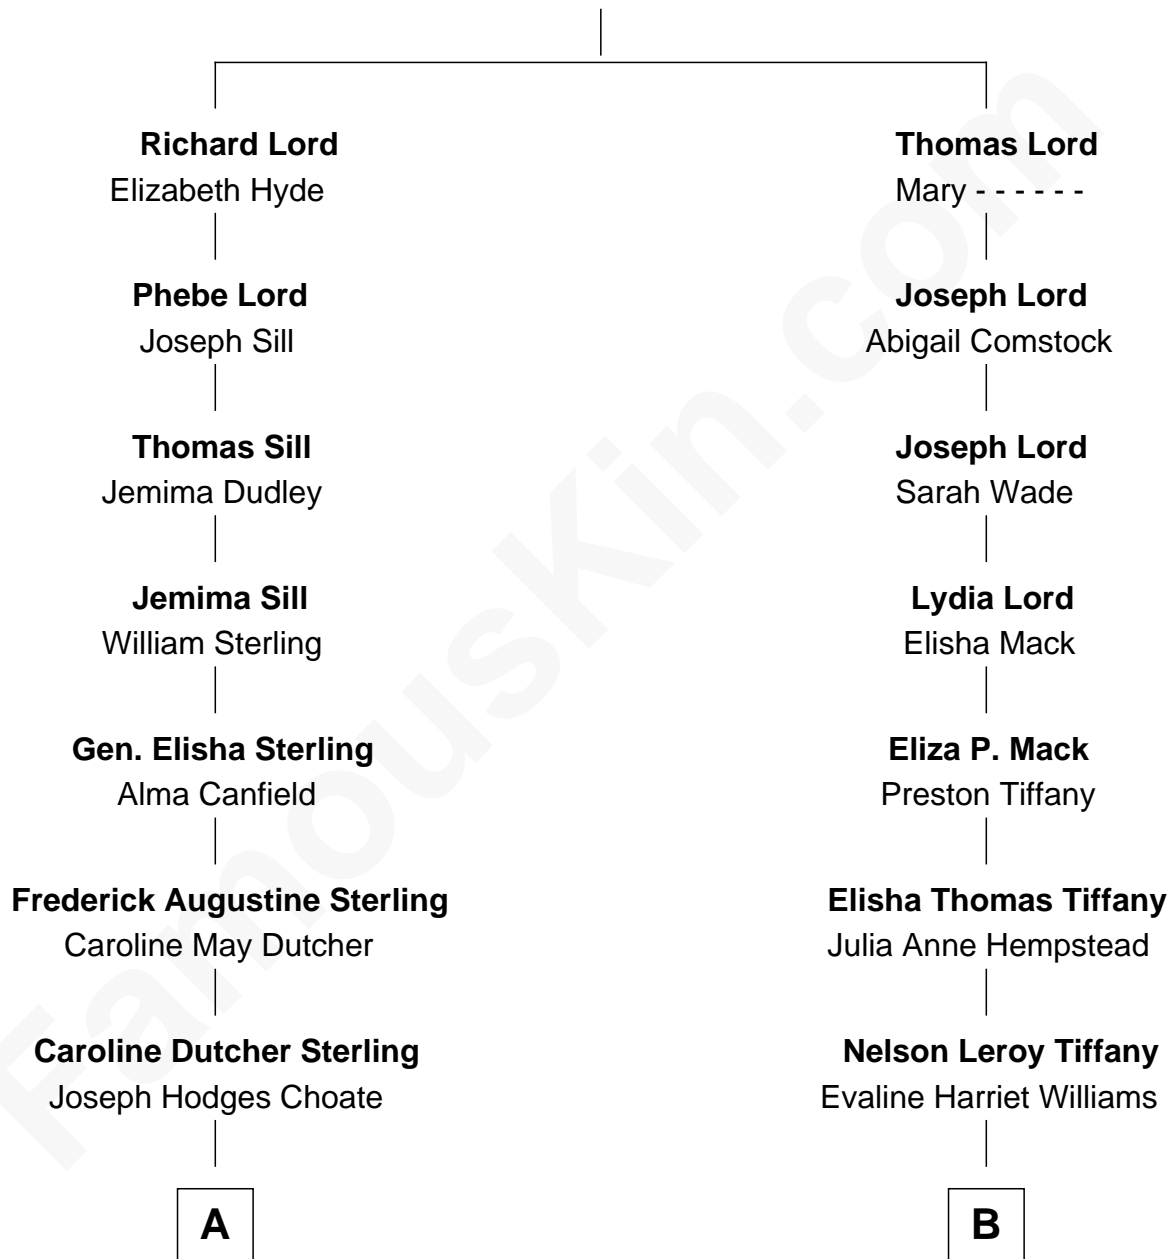 Richard Lord
Elizabeth Hyde
Phebe Lord
Joseph Sill
Thomas Sill
Jemima Dudley
Jemima Sill
William Sterling
Gen. Elisha Sterling
Alma Canfield
Frederick Augustine Sterling
Caroline May Dutcher
Caroline Dutcher Sterling
Joseph Hodges Choate
A
Thomas Lord
Mary - - - - - -
Joseph Lord
Abigail Comstock
Joseph Lord
Sarah Wade
Lydia Lord
Elisha Mack
Eliza P. Mack
Preston Tiffany
Elisha Thomas Tiffany
Julia Anne Hempstead
Nelson Leroy Tiffany
Evaline Harriet Williams
B
FamousKin.com